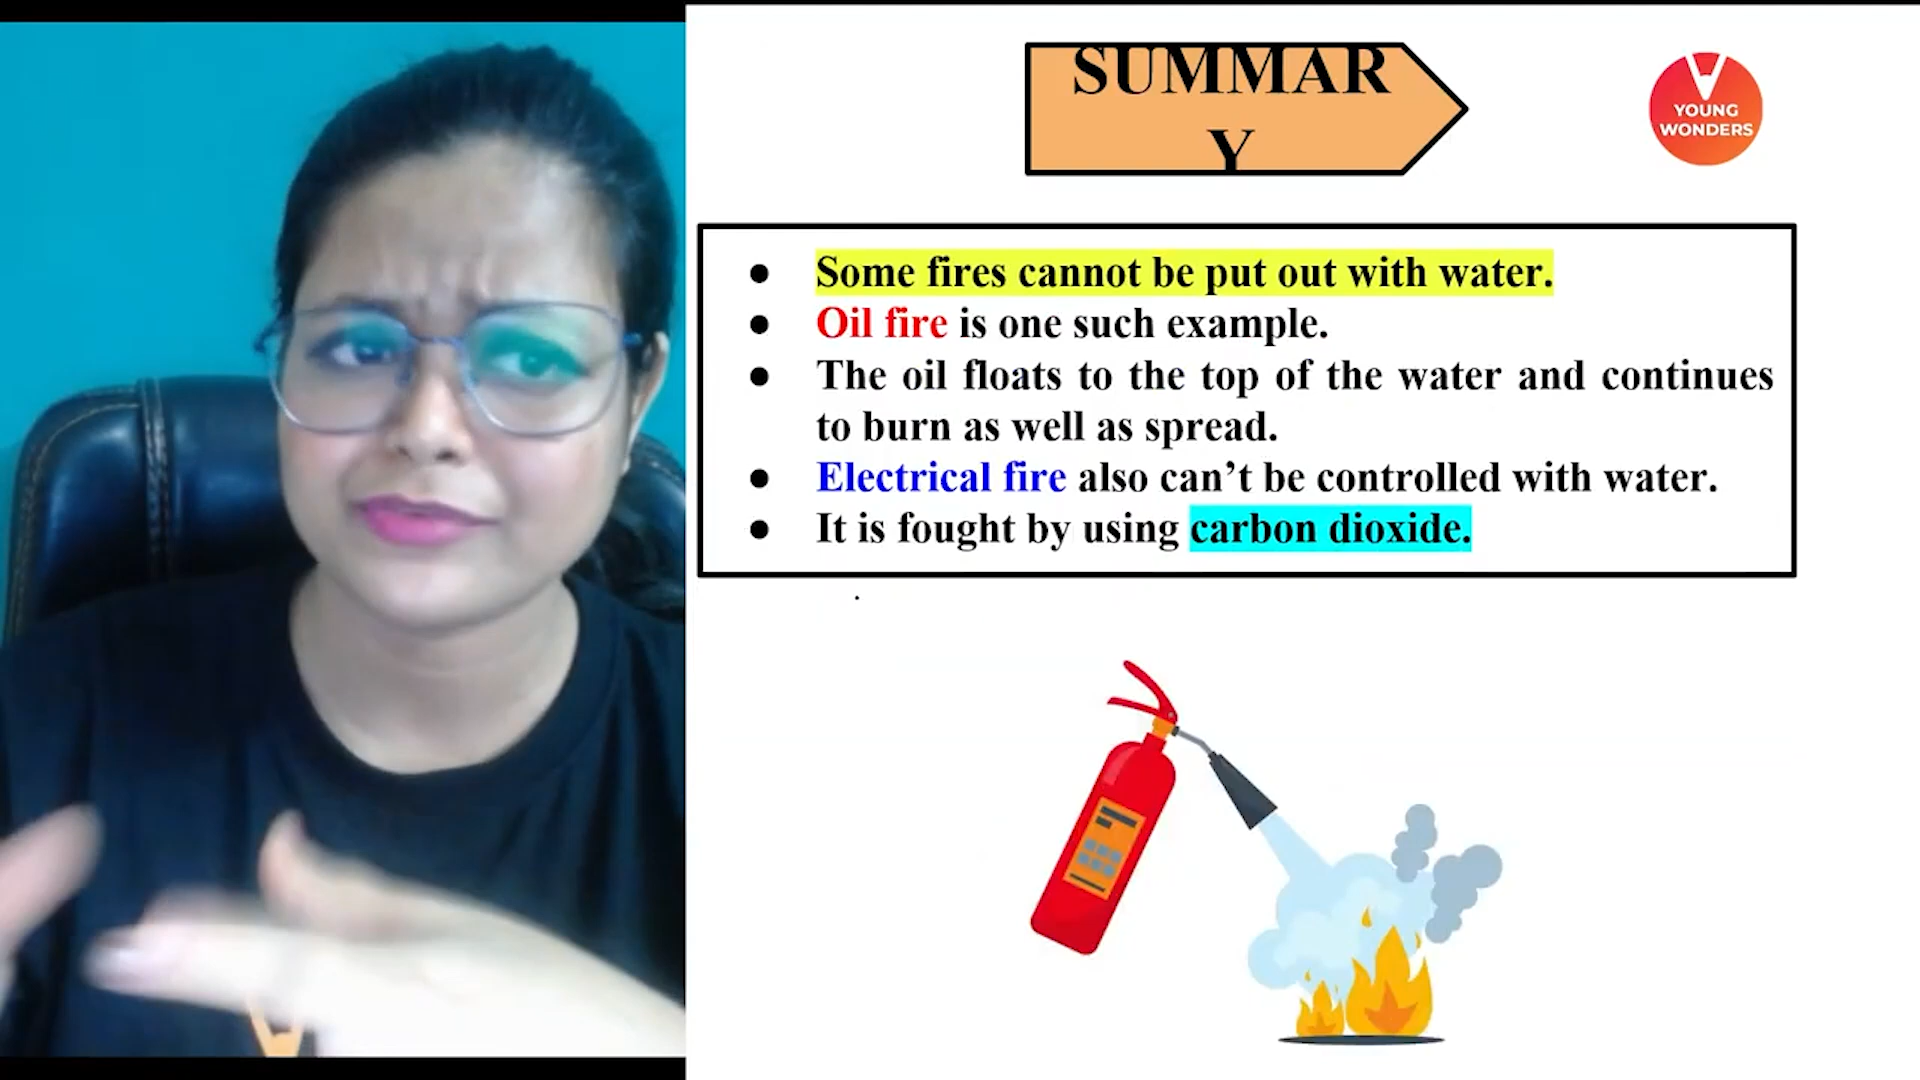 SUMMAR
Y
YOUNG
WONDERS
● Some fires cannot be put out with water.
● Oil fire is one such example.
● The oil floats to the top of the water and continues
to burn as well as spread.
● Electrical fire also can’t be controlled with water.
● It is fought by using carbon dioxide.